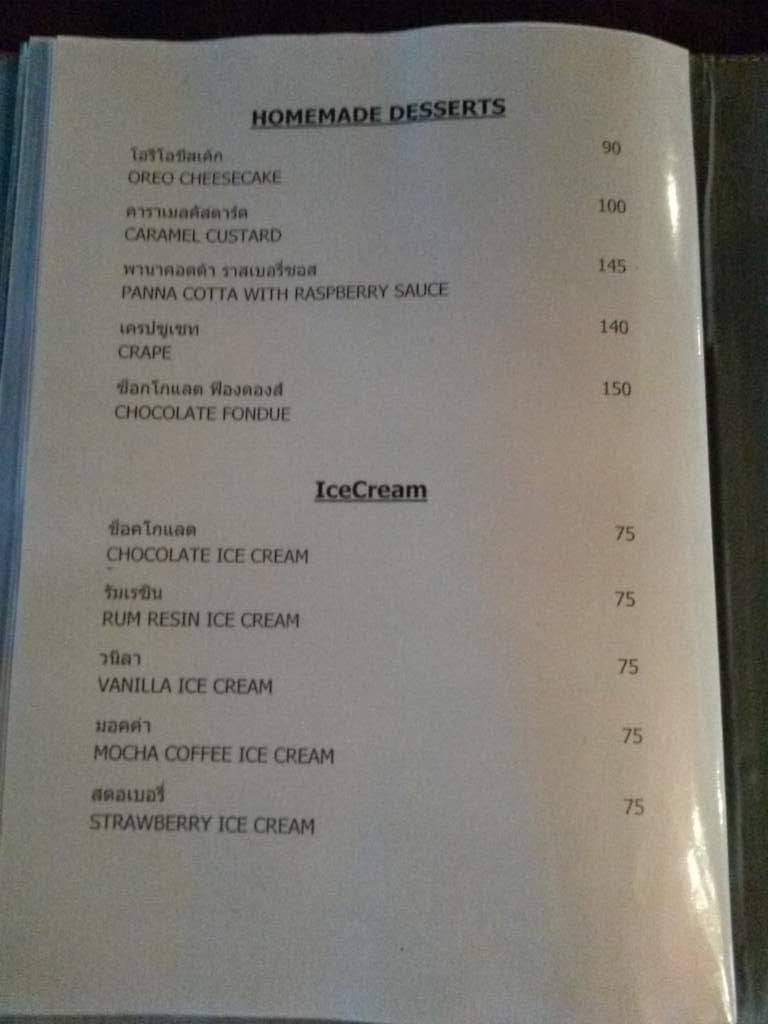 HOMEMADE DESSERTS
โอริโอชีสเค้ก 90
OREO CHEESECAKE
คาราเมลคัสตาร์ด 100
CARAMEL CUSTARD
พานาคอตต้า ราสเบอรี่ซอส 145
PANNA COTTA WITH RASPBERRY SAUCE
เครปซูเซท 140
CRAPE
ช็อกโกแลต ฟองดองส์ 150
CHOCOLATE FONDUE
IceCream
ช็อคโกแลต 75
CHOCOLATE ICE CREAM
รัมเรซิน 75
RUM RESIN ICE CREAM
วนิลา 75
VANILLA ICE CREAM
มอคค่า 75
MOCHA COFFEE ICE CREAM
สตอเบอรี่ 75
STRAWBERRY ICE CREAM